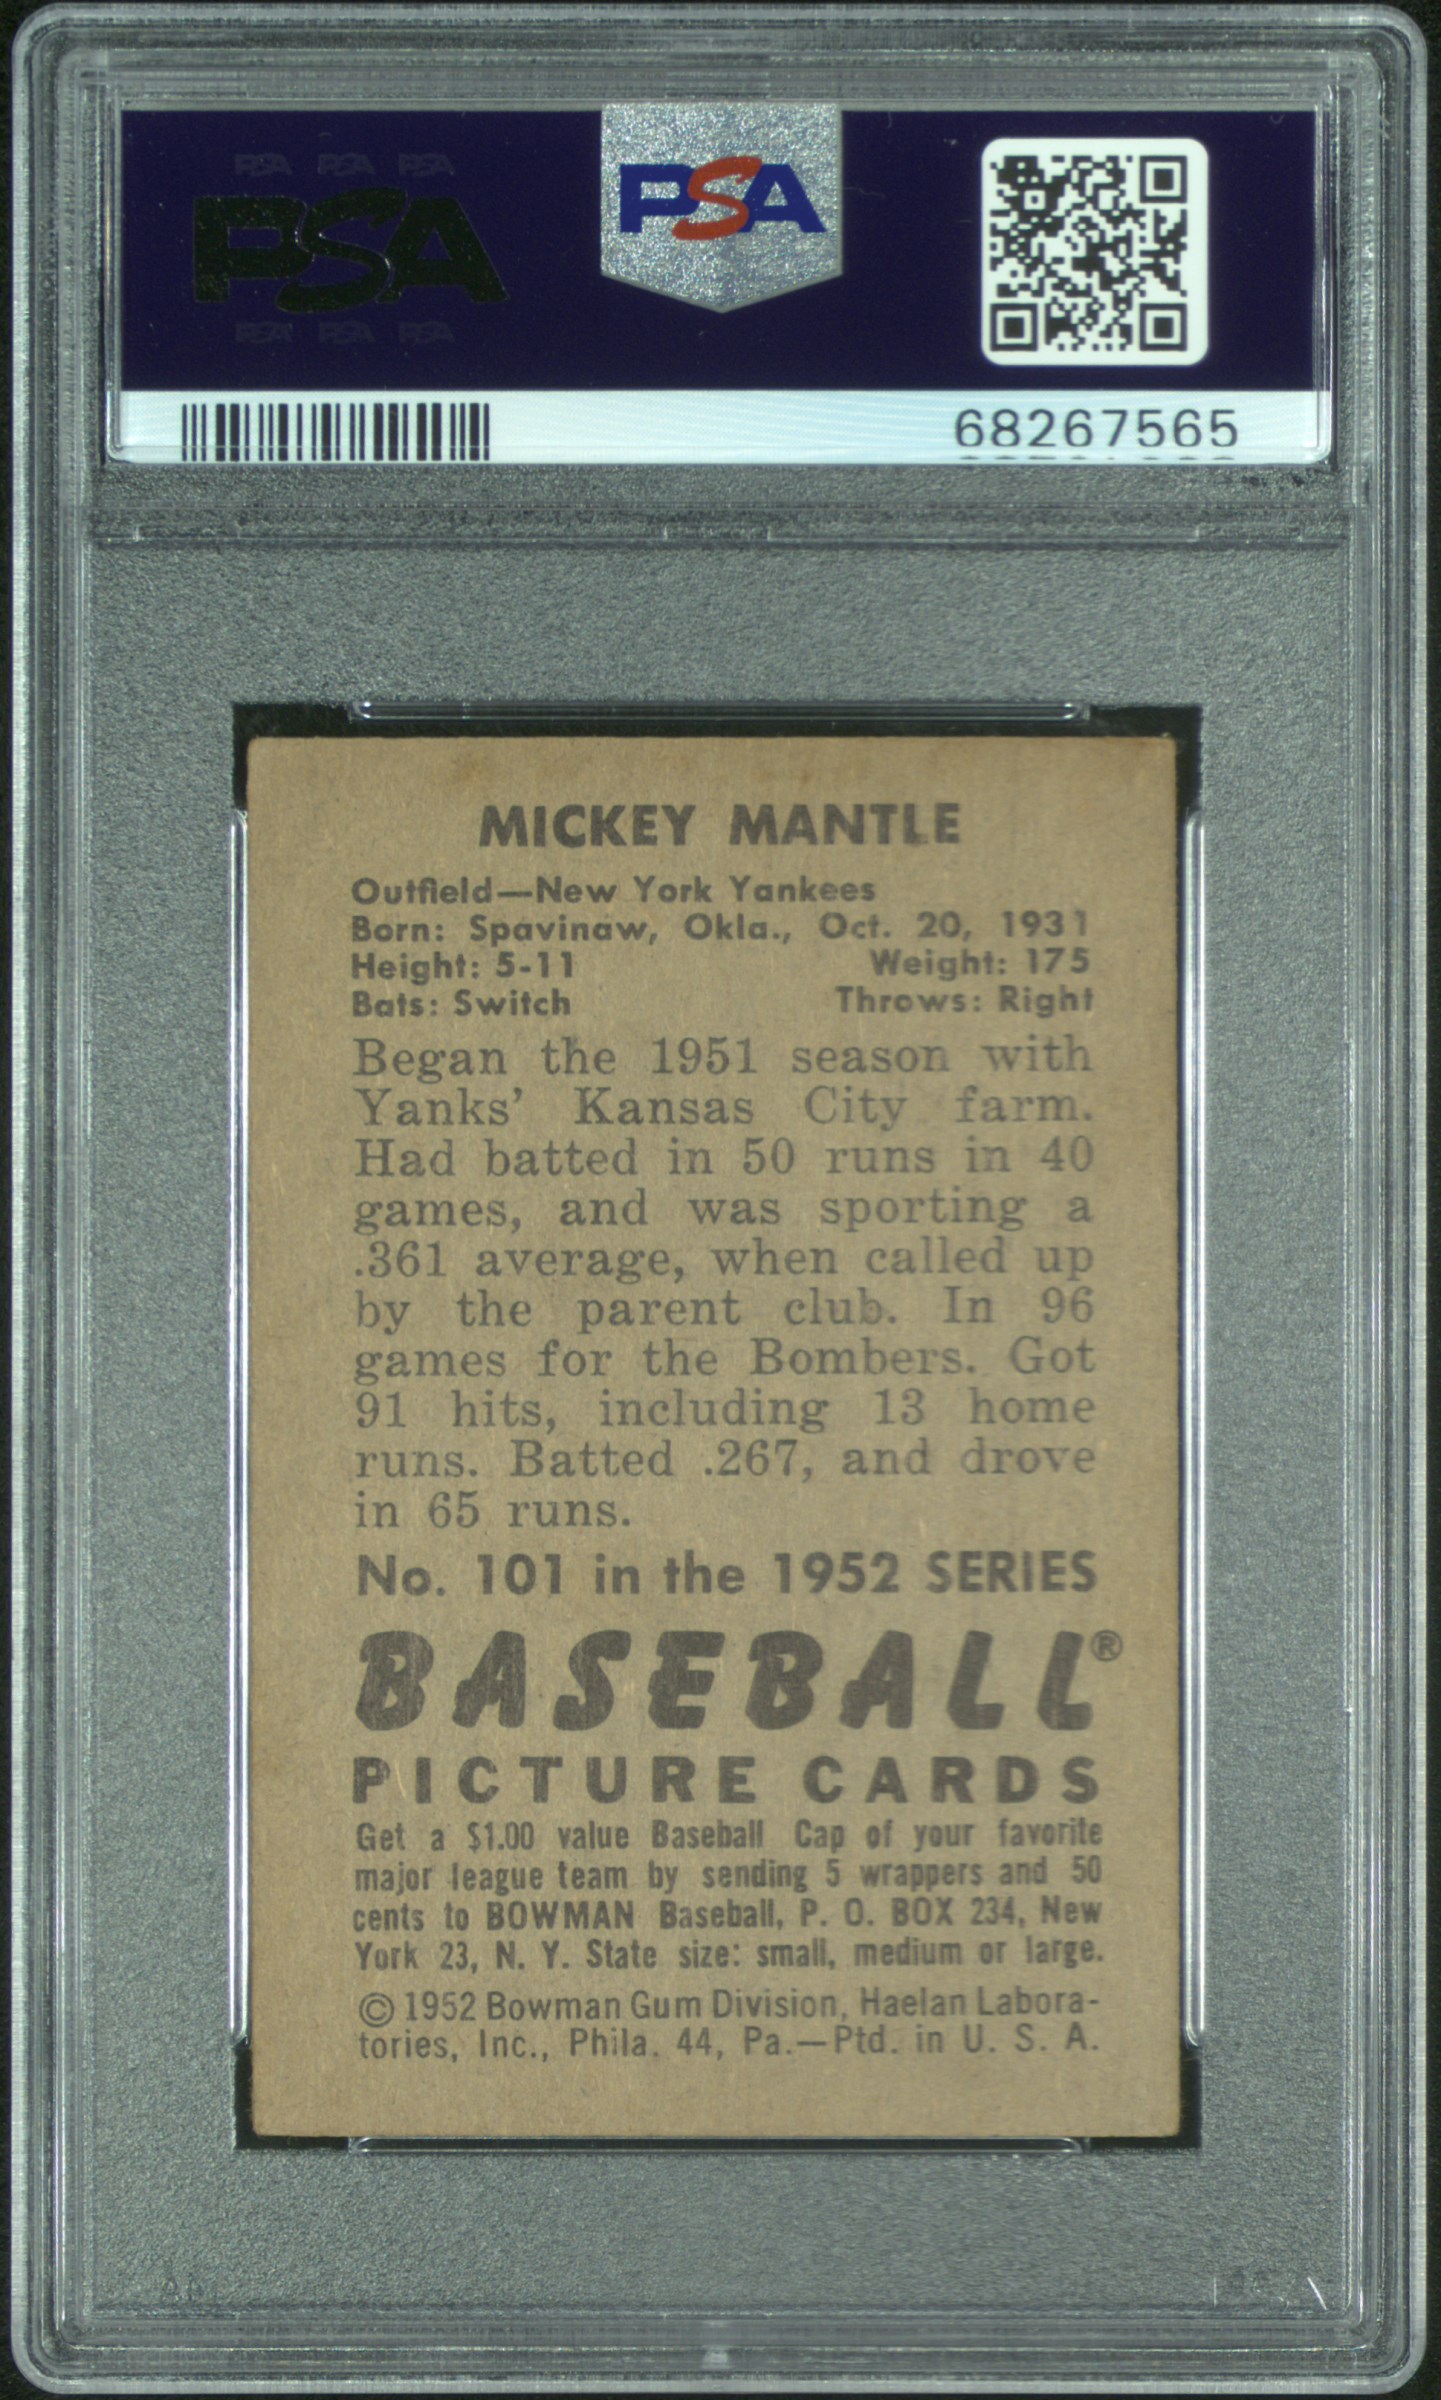 PSA PSA PSA
PSA
PSA PSA PSA
PSA
68267565
MICKEY MANTLE
Outfield—New York Yankees
Born: Spavinaw, Okla., Oct. 20, 1931
Height: 5-11 Weight: 175
Bats: Switch Throws: Right
Began the 1951 season with
Yanks' Kansas City farm.
Had batted in 50 runs in 40
games, and was sporting a
.361 average, when called up
by the parent club. In 96
games for the Bombers. Got
91 hits, including 13 home
runs. Batted .267, and drove
in 65 runs.
No. 101 in the 1952 SERIES
BASEBALL®
PICTURE CARDS
Get a $1.00 value Baseball Cap of your favorite
major league team by sending 5 wrappers and 50
cents to BOWMAN Baseball, P. O. BOX 234, New
York 23, N. Y. State size: small, medium or large.
© 1952 Bowman Gum Division, Haelan Labora-
tories, Inc., Phila. 44, Pa.—Ptd. in U. S. A.